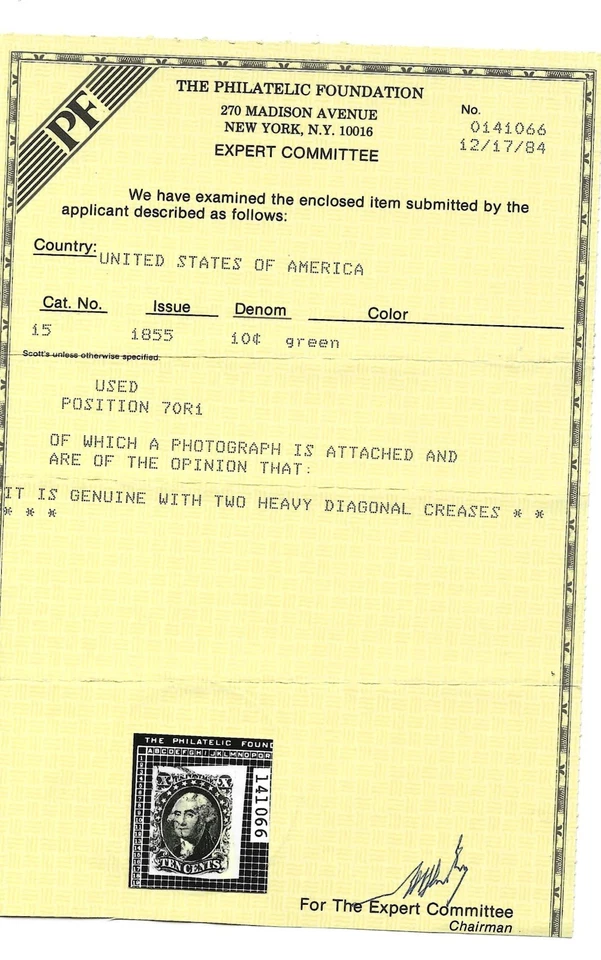 PF
THE PHILATELIC FOUNDATION
270 MADISON AVENUE
NEW YORK, N.Y. 10016
EXPERT COMMITTEE
No.
0141066
12/17/84
We have examined the enclosed item submitted by the
applicant described as follows:
Country: UNITED STATES OF AMERICA
Cat. No. Issue Denom Color
15 1855 10¢ green
Scott's unless otherwise specified.
USED
POSITION 70R1
OF WHICH A PHOTOGRAPH IS ATTACHED AND
ARE OF THE OPINION THAT:
IT IS GENUINE WITH TWO HEAVY DIAGONAL CREASES * *
* * *
THE PHILATELIC FOUND
ABCDEFGHIJKLMNOPQR
141066
X U.S. POSTAGE X
TEN CENTS
For The Expert Committee
Chairman